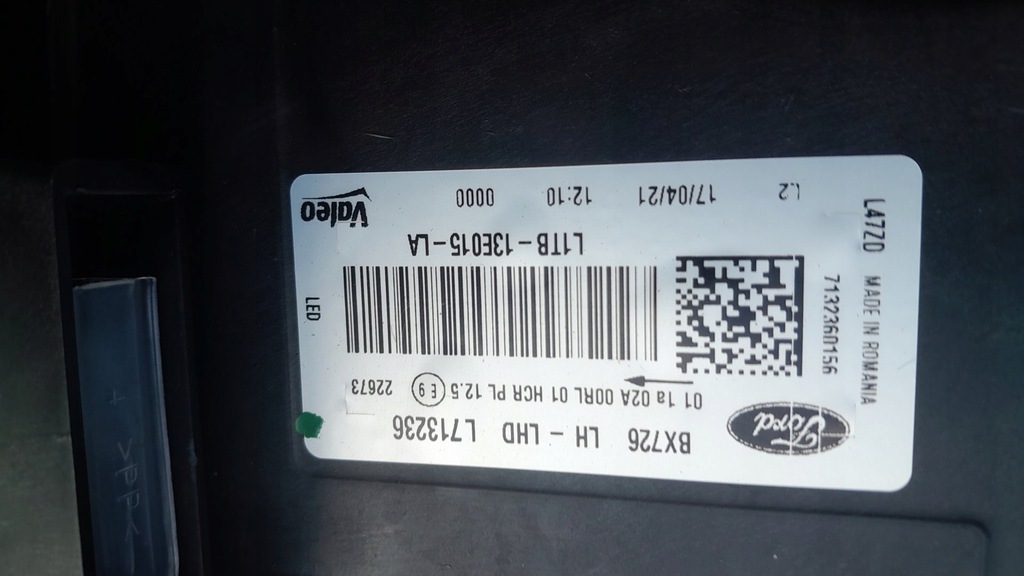 Ford
BX726 LH - LHD L713236
01 1a 02A 00RL 01 HCR PL 12.5 E9 22673
L1TB-13E015-LA
L2 17/04/21 12:10 0000
Valeo
LED
7132360156
L47ZD MADE IN ROMANIA
>PP<